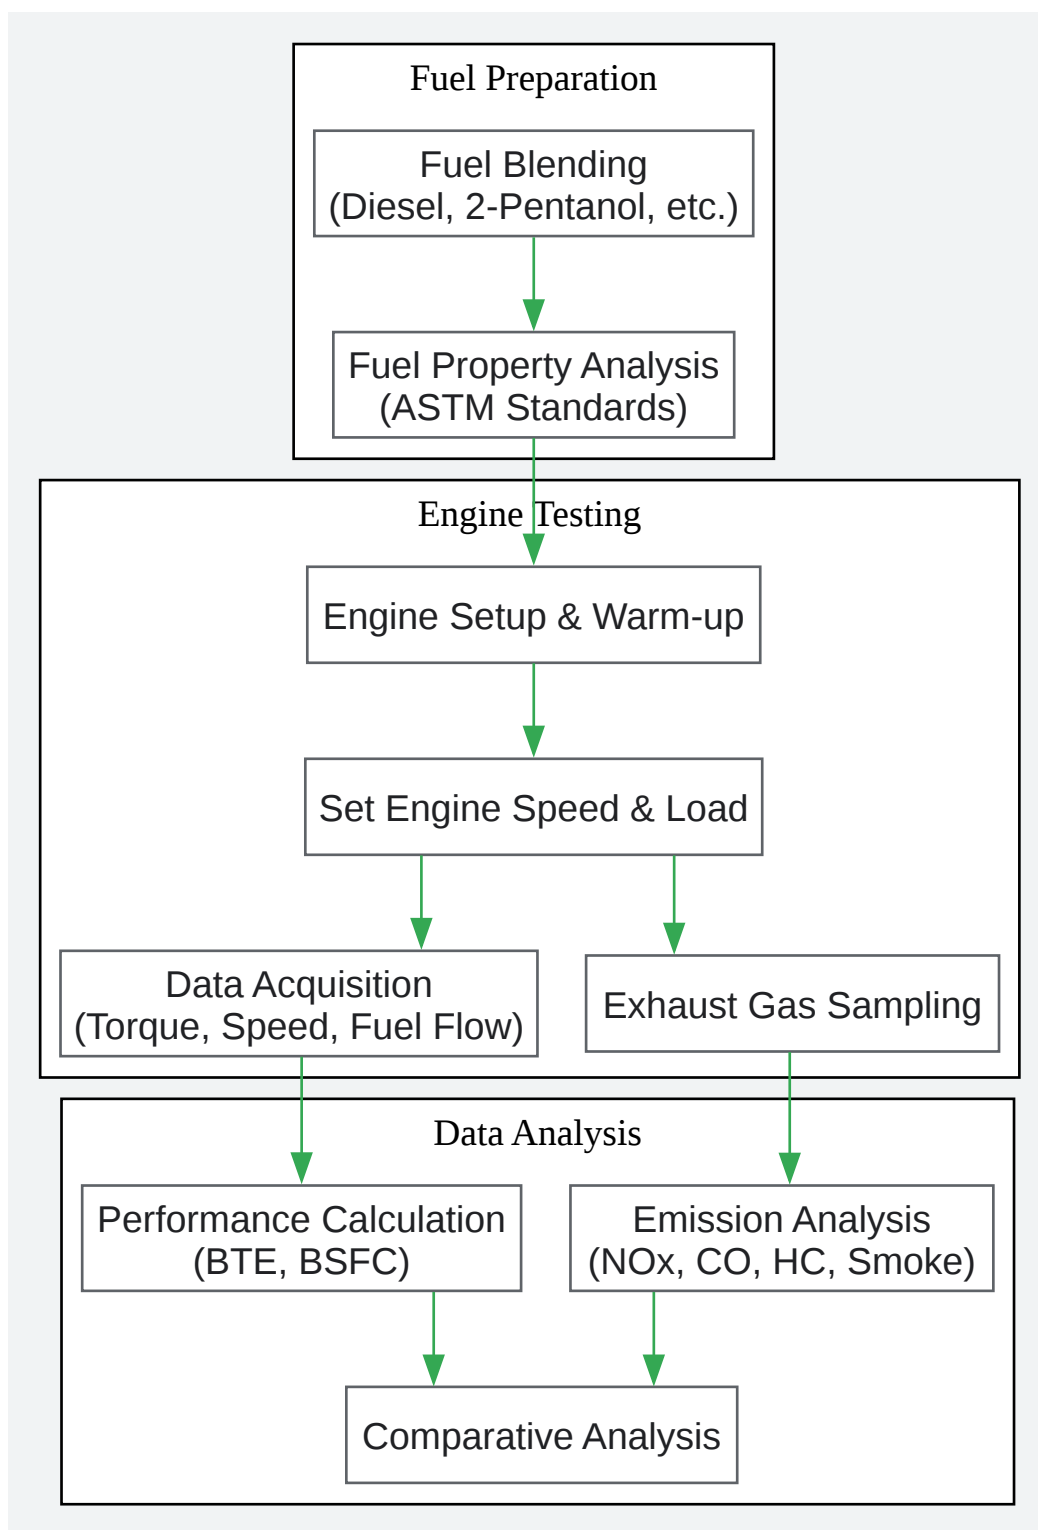 Fuel Preparation
Fuel Blending
(Diesel, 2-Pentanol, etc.)
Fuel Property Analysis
(ASTM Standards)
Engine Testing
Engine Setup & Warm-up
Set Engine Speed & Load
Data Acquisition
(Torque, Speed, Fuel Flow)
Exhaust Gas Sampling
Data Analysis
Performance Calculation
(BTE, BSFC)
Emission Analysis
(NOx, CO, HC, Smoke)
Comparative Analysis